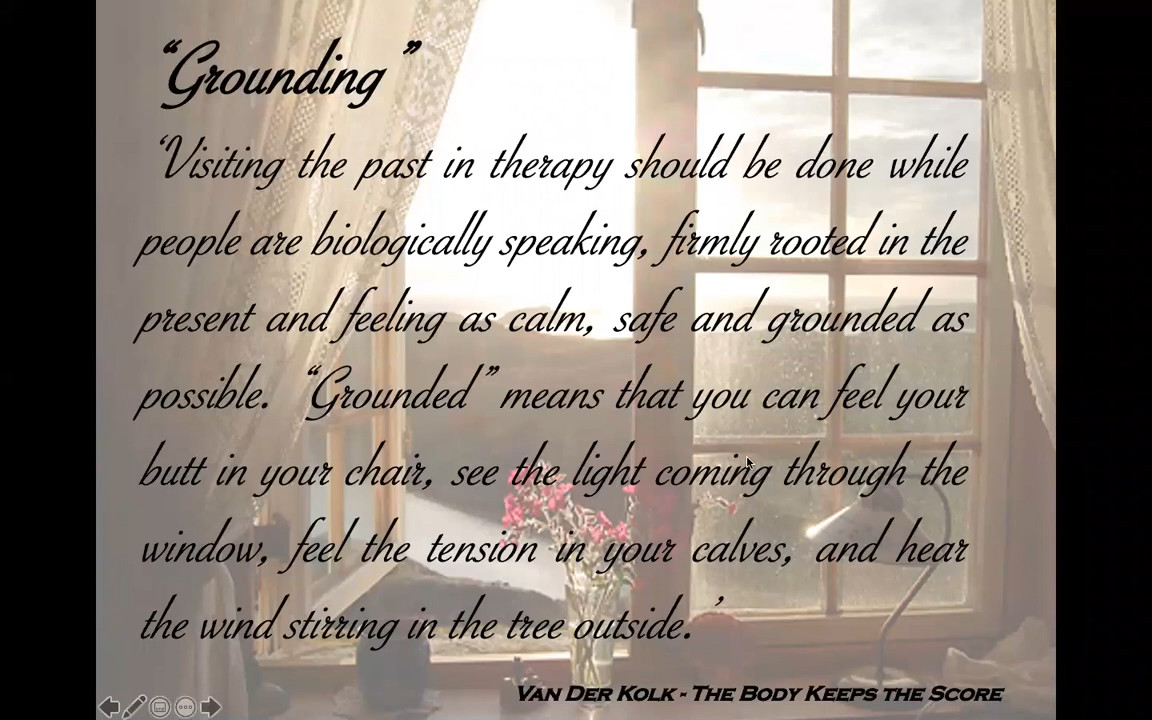 “Grounding ”
‘Visiting the past in therapy should be done while
people are biologically speaking, firmly rooted in the
present and feeling as calm, safe and grounded as
possible. “Grounded” means that you can feel your
butt in your chair, see the light coming through the
window, feel the tension in your calves, and hear
the wind stirring in the tree outside.’
Van Der Kolk - The Body Keeps the Score